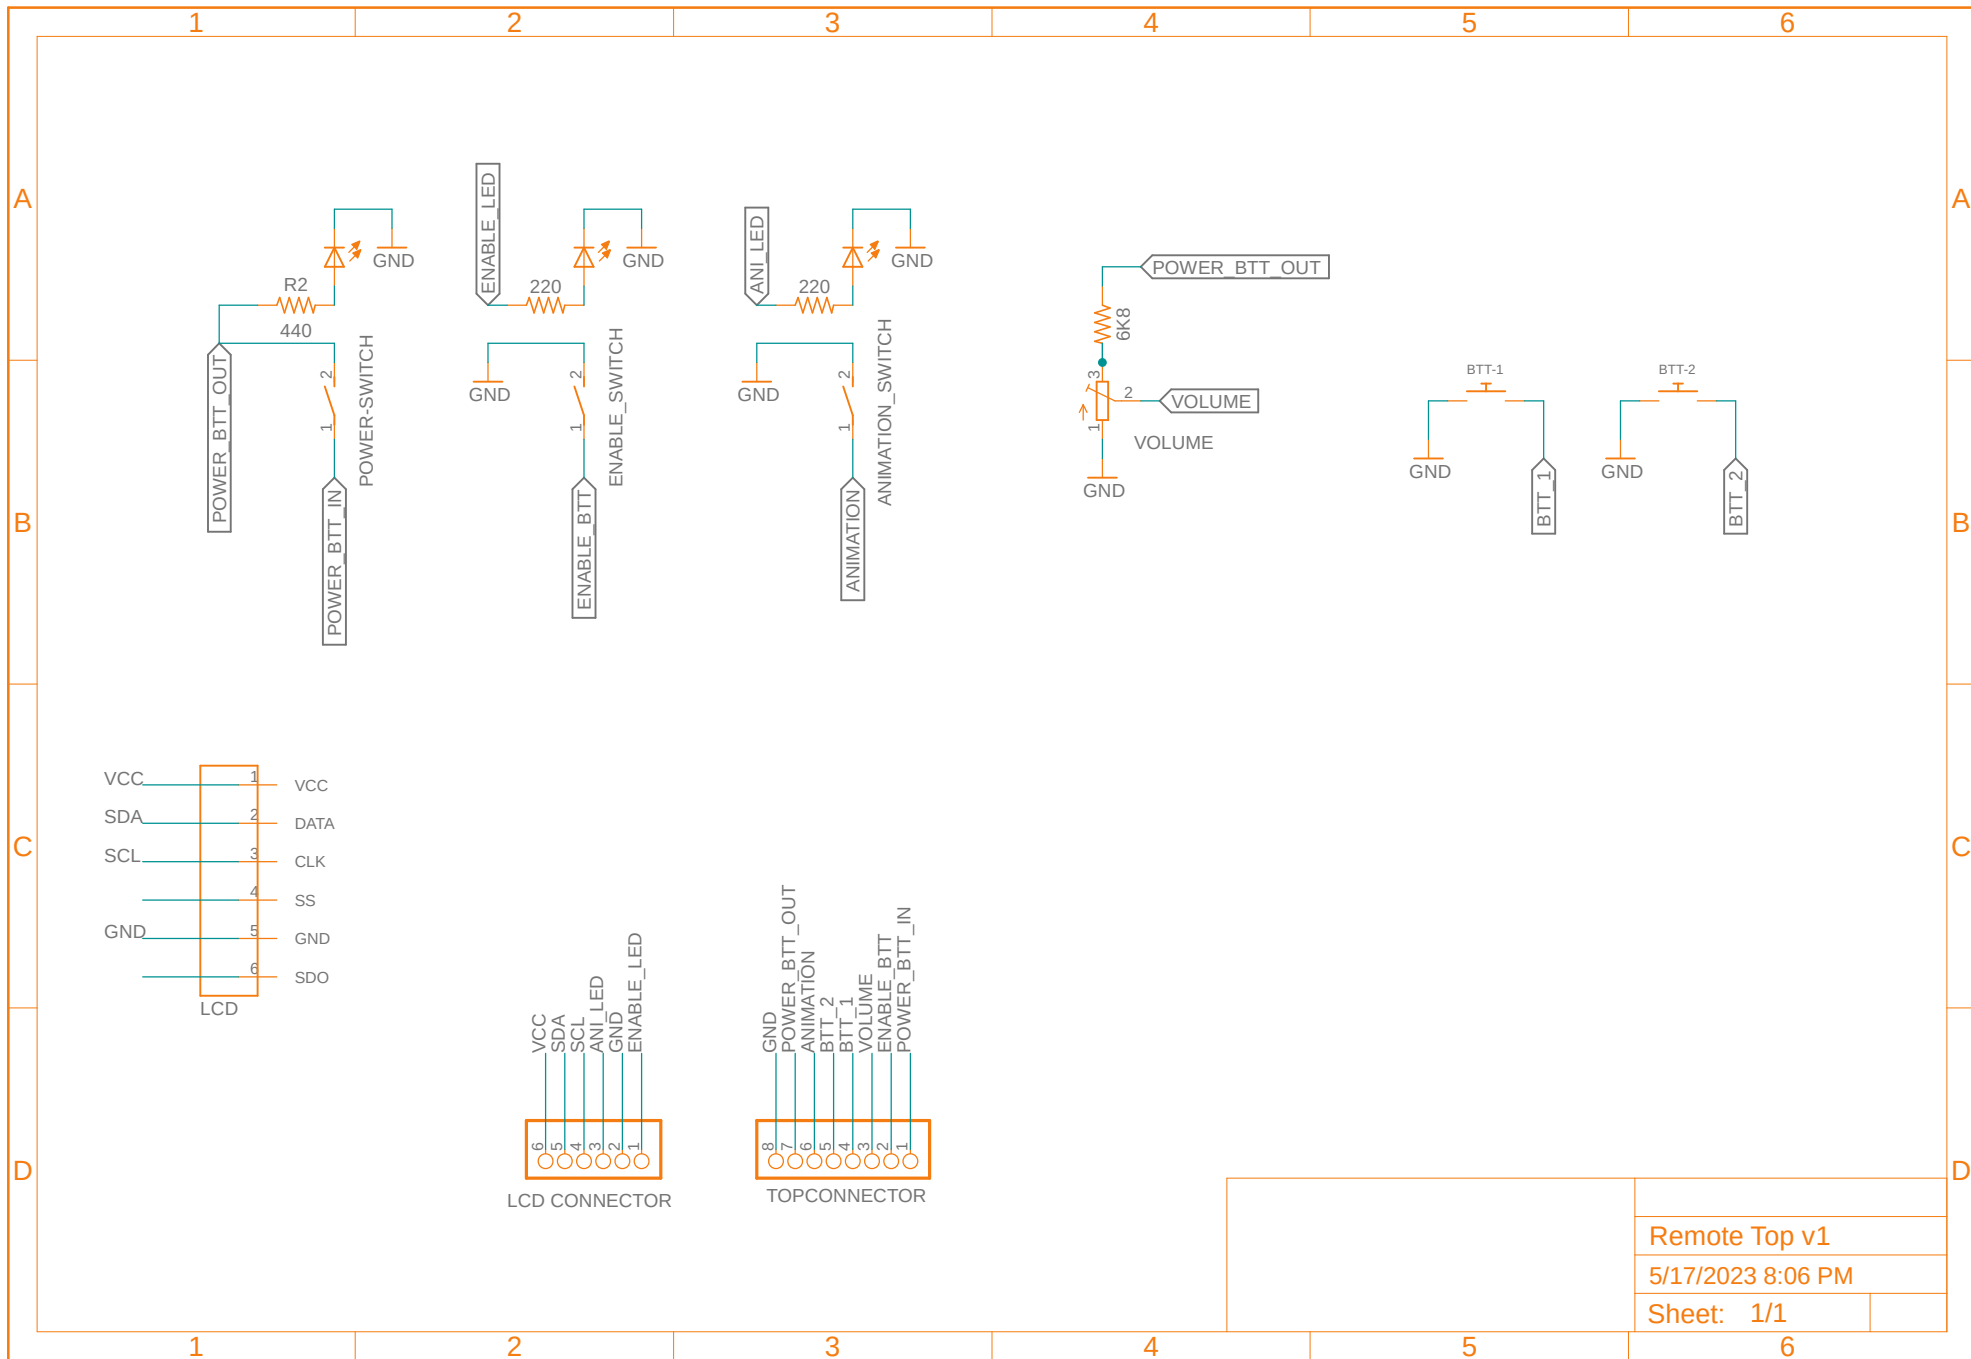 1 2 3 4 5 6
A A
B B
C C
D D
1 2 3 4 5 6
GND
R2
440
POWER_BTT_OUT
2
1
POWER-SWITCH
POWER_BTT_IN
ENABLE_LED
GND
220
GND
2
1
ENABLE_SWITCH
ENABLE_BTT
ANI_LED
GND
220
GND
2
1
ANIMATION_SWITCH
ANIMATION
POWER_BTT_OUT
6K8
3
2
1
VOLUME
VOLUME
GND
BTT-1
GND
BTT_1
BTT-2
GND
BTT_2
VCC 1 VCC
SDA 2 DATA
SCL 3 CLK
4 SS
GND 5 GND
6 SDO
LCD
VCC
SDA
SCL
ANI_LED
GND
ENABLE_LED
6 5 4 3 2 1
LCD CONNECTOR
GND
POWER_BTT_OUT
ANIMATION
BTT_2
BTT_1
VOLUME
ENABLE_BTT
POWER_BTT_IN
8 7 6 5 4 3 2 1
TOPCONNECTOR
Remote Top v1
5/17/2023 8:06 PM
Sheet: 1/1